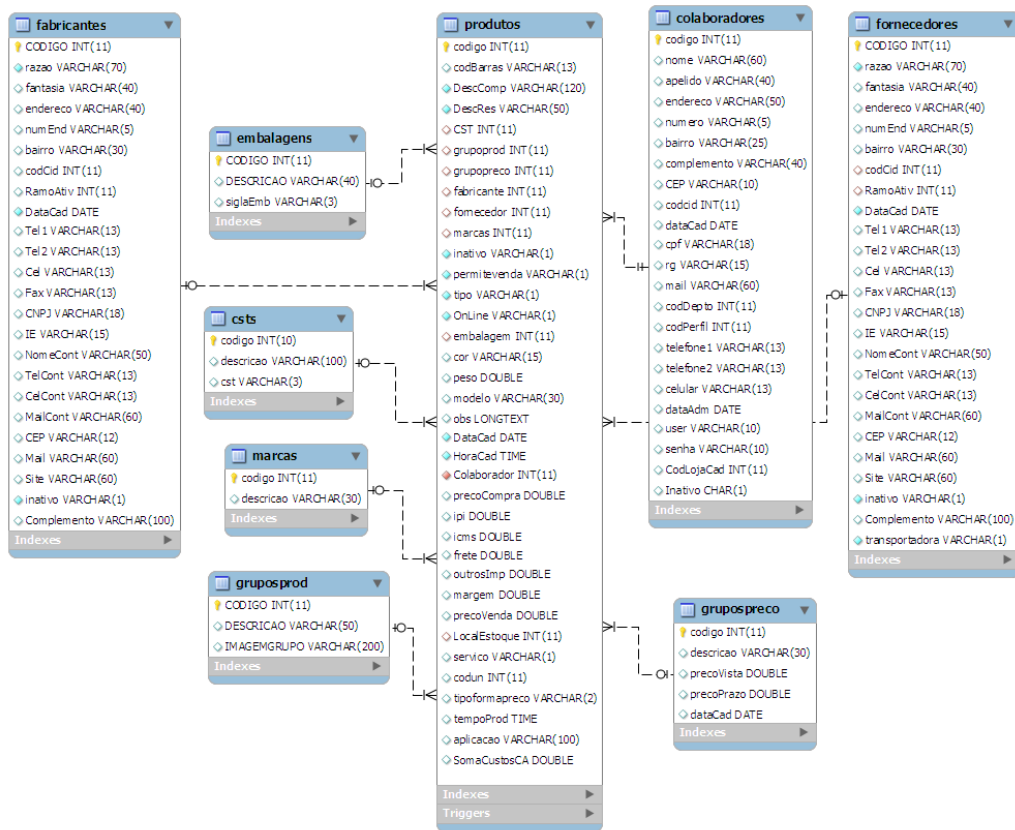 fabricantes
CODIGO INT(11)
razao VARCHAR(70)
fantasia VARCHAR(40)
endereco VARCHAR(40)
numEnd VARCHAR(5)
bairro VARCHAR(30)
codCid INT(11)
RamoAtiv INT(11)
DataCad DATE
Tel1 VARCHAR(13)
Tel2 VARCHAR(13)
Cel VARCHAR(13)
Fax VARCHAR(13)
CNPJ VARCHAR(18)
IE VARCHAR(15)
NomeCont VARCHAR(50)
TelCont VARCHAR(13)
CelCont VARCHAR(13)
MailCont VARCHAR(60)
CEP VARCHAR(12)
Mail VARCHAR(60)
Site VARCHAR(60)
inativo VARCHAR(1)
Complemento VARCHAR(100)
Indexes
embalagens
CODIGO INT(11)
DESCRICAO VARCHAR(40)
siglaEmb VARCHAR(3)
Indexes
csts
codigo INT(10)
descricao VARCHAR(100)
cst VARCHAR(3)
Indexes
marcas
codigo INT(11)
descricao VARCHAR(30)
Indexes
gruposprod
CODIGO INT(11)
DESCRICAO VARCHAR(50)
IMAGEMGRUPO VARCHAR(200)
Indexes
produtos
codigo INT(11)
codBarras VARCHAR(13)
DescComp VARCHAR(120)
DescRes VARCHAR(50)
CST INT(11)
grupoprod INT(11)
grupopreco INT(11)
fabricante INT(11)
fornecedor INT(11)
marcas INT(11)
inativo VARCHAR(1)
permitevenda VARCHAR(1)
tipo VARCHAR(1)
OnLine VARCHAR(1)
embalagem INT(11)
cor VARCHAR(15)
peso DOUBLE
modelo VARCHAR(30)
obs LONGTEXT
DataCad DATE
HoraCad TIME
Colaborador INT(11)
precoCompra DOUBLE
ipi DOUBLE
icms DOUBLE
frete DOUBLE
outrosImp DOUBLE
margem DOUBLE
precoVenda DOUBLE
LocalEstoque INT(11)
servico VARCHAR(1)
codun INT(11)
tipoformapreco VARCHAR(2)
tempoProd TIME
aplicacao VARCHAR(100)
SomaCustosCA DOUBLE
Indexes
Triggers
colaboradores
codigo INT(11)
nome VARCHAR(60)
apelido VARCHAR(40)
endereco VARCHAR(50)
numero VARCHAR(5)
bairro VARCHAR(25)
complemento VARCHAR(40)
CEP VARCHAR(10)
codcid INT(11)
dataCad DATE
cpf VARCHAR(18)
rg VARCHAR(15)
mail VARCHAR(60)
codDepto INT(11)
codPerfil INT(11)
telefone1 VARCHAR(13)
telefone2 VARCHAR(13)
celular VARCHAR(13)
dataAdm DATE
user VARCHAR(10)
senha VARCHAR(10)
CodLojaCad INT(11)
Inativo CHAR(1)
Indexes
grupospreco
codigo INT(11)
descricao VARCHAR(30)
precoVista DOUBLE
precoPrazo DOUBLE
dataCad DATE
Indexes
fornecedores
CODIGO INT(11)
razao VARCHAR(70)
fantasia VARCHAR(40)
endereco VARCHAR(40)
numEnd VARCHAR(5)
bairro VARCHAR(30)
codCid INT(11)
RamoAtiv INT(11)
DataCad DATE
Tel1 VARCHAR(13)
Tel2 VARCHAR(13)
Cel VARCHAR(13)
Fax VARCHAR(13)
CNPJ VARCHAR(18)
IE VARCHAR(15)
NomeCont VARCHAR(50)
TelCont VARCHAR(13)
CelCont VARCHAR(13)
MailCont VARCHAR(60)
CEP VARCHAR(12)
Mail VARCHAR(60)
Site VARCHAR(60)
inativo VARCHAR(1)
Complemento VARCHAR(100)
transportadora VARCHAR(1)
Indexes